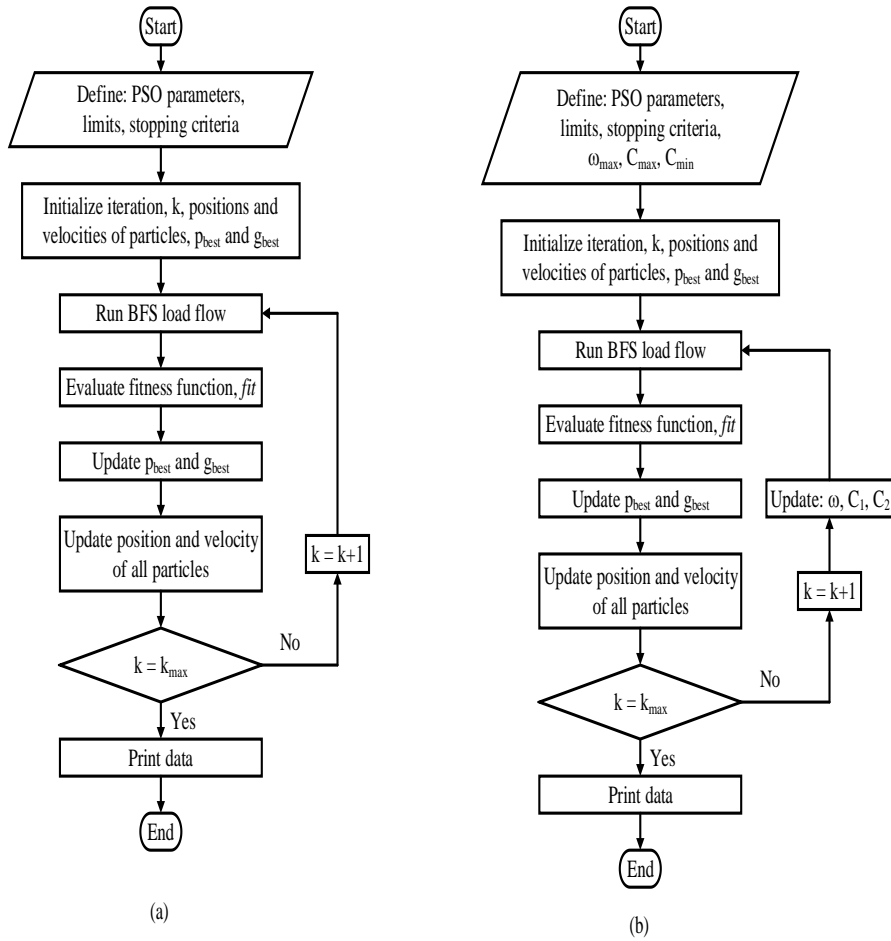 Start
Define: PSO parameters,
limits, stopping criteria
Initialize iteration, k, positions and
velocities of particles, pbest and gbest
Run BFS load flow
Evaluate fitness function, fit
Update pbest and gbest
Update position and velocity
of all particles
k = k+1
No
k = kmax
Yes
Print data
End
(a)
Start
Define: PSO parameters,
limits, stopping criteria,
ωmax, Cmax, Cmin
Initialize iteration, k, positions and
velocities of particles, pbest and gbest
Run BFS load flow
Evaluate fitness function, fit
Update pbest and gbest
Update: ω, C1, C2
Update position and velocity
of all particles
k = k+1
No
k = kmax
Yes
Print data
End
(b)